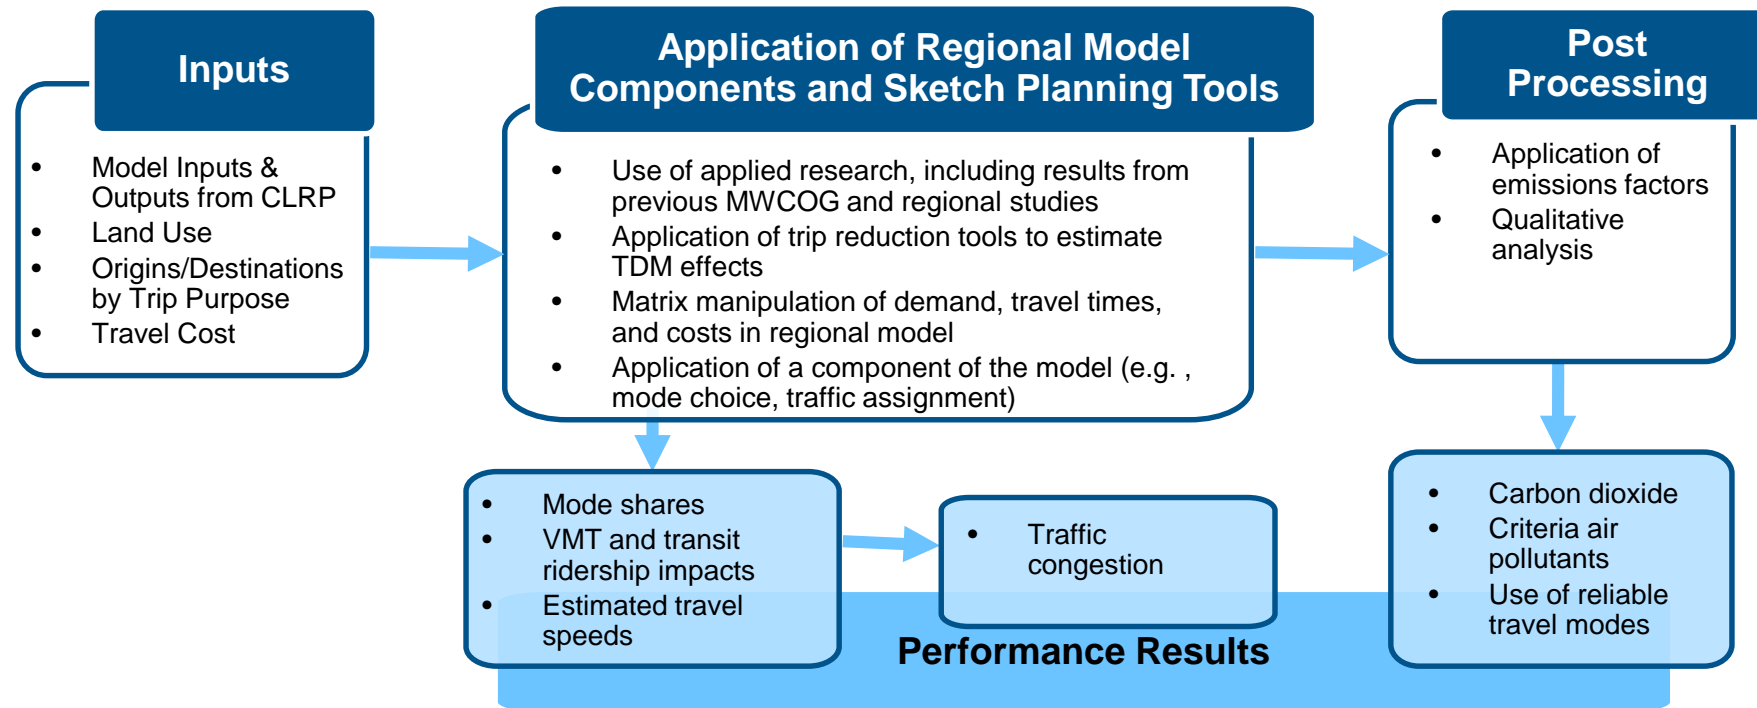 Inputs
• Model Inputs &
Outputs from CLRP
• Land Use
• Origins/Destinations
by Trip Purpose
• Travel Cost
Application of Regional Model
Components and Sketch Planning Tools
• Use of applied research, including results from
previous MWCOG and regional studies
• Application of trip reduction tools to estimate
TDM effects
• Matrix manipulation of demand, travel times,
and costs in regional model
• Application of a component of the model (e.g. ,
mode choice, traffic assignment)
Post
Processing
• Application of
emissions factors
• Qualitative
analysis
• Mode shares
• VMT and transit
ridership impacts
• Estimated travel
speeds
• Traffic
congestion
• Carbon dioxide
• Criteria air
pollutants
• Use of reliable
travel modes
Performance Results